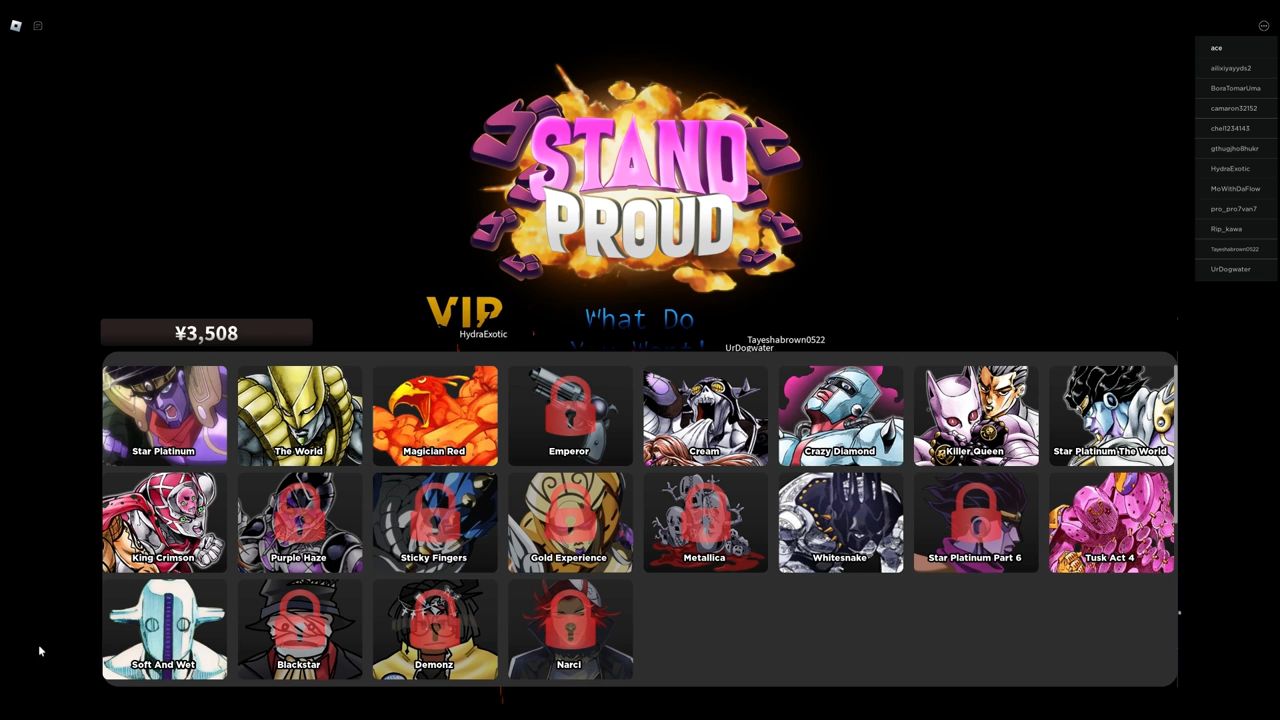 STAND
PROUD
VIP
HydraExotic
What Do
You Want!
Tayeshabrown0522
UrDogwater
¥3,508
Star Platinum
The World
Magician Red
Emperor
Cream
Crazy Diamond
Killer Queen
Star Platinum The World
King Crimson
Purple Haze
Sticky Fingers
Gold Experience
Metallica
Whitesnake
Star Platinum Part 6
Tusk Act 4
Soft And Wet
Blackstar
Demonz
Narci
ace
ailixiyayyds2
BoraTomarUma
camaron32152
chel1234143
gthugjho8hukr
HydraExotic
MoWithDaFlow
pro_pro7van7
Rip_kawa
Tayeshabrown0522
UrDogwater